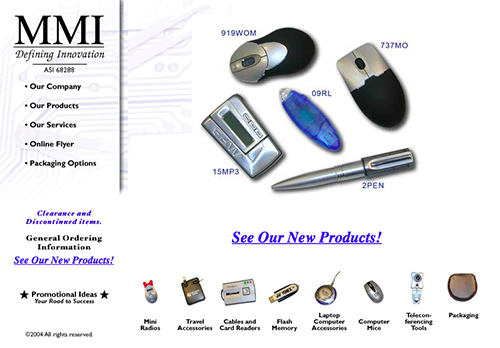 MMI
Defining Innovation
ASI 68288
• Our Company
• Our Products
• Our Services
• Online Flyer
• Packaging Options
919WOM
737MO
09RL
15MP3
2PEN
Clearance and
Discontinued items.
General Ordering
Information
See Our New Products!
See Our New Products!
★ Promotional Ideas ★
Your Road to Success
©2004 All rights reserved.
Mini
Radios
Travel
Accessories
Cables and
Card Readers
Flash
Memory
Laptop
Computer
Accessories
Computer
Mice
Telecon-
ferencing
Tools
Packaging